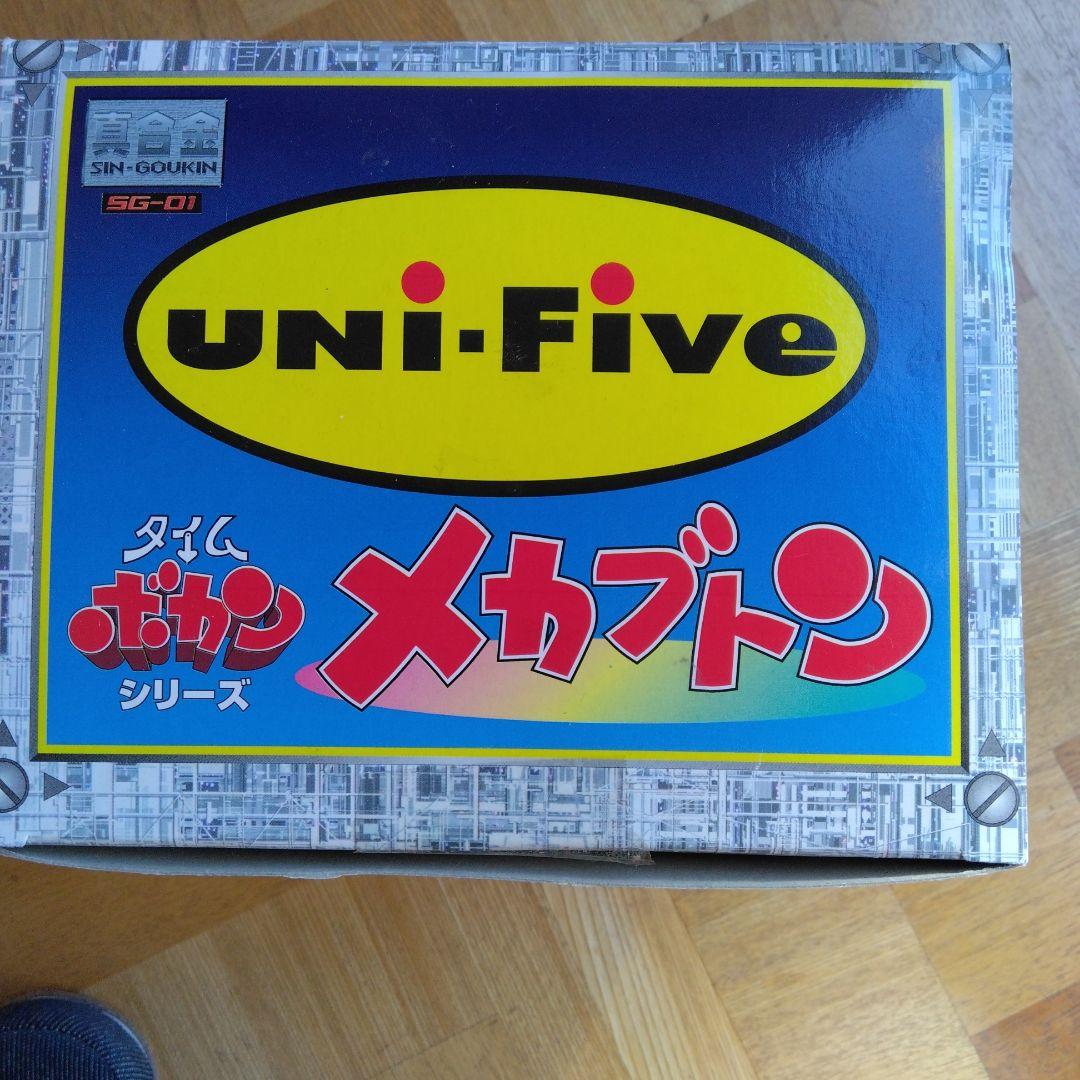 真合金
SIN-GOUKIN
SG-01
UNi・Five
タイム
ボカン
シリーズ
メカブトン